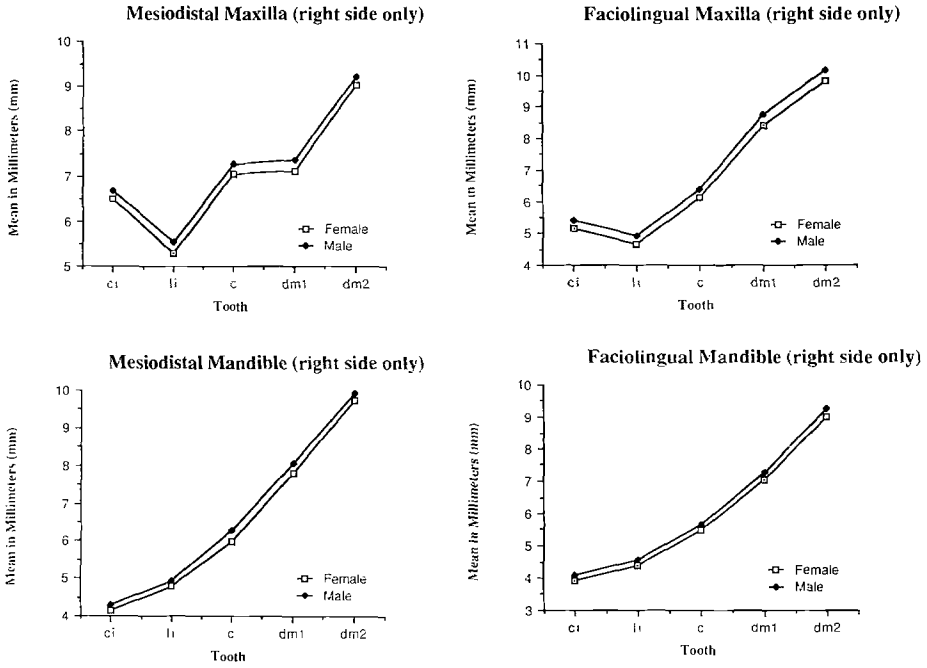 Mesiodistal Maxilla (right side only)
Mean in Millimeters (mm)
10
9
8
7
6
5
Female
Male
ci
li
c
dm1
dm2
Tooth
Faciolingual Maxilla (right side only)
Mean in Millimeters (mm)
11
10
9
8
7
6
5
4
Female
Male
ci
li
c
dm1
dm2
Tooth
Mesiodistal Mandible (right side only)
Mean in Millimeters (mm)
10
9
8
7
6
5
4
Female
Male
ci
li
c
dm1
dm2
Tooth
Faciolingual Mandible (right side only)
Mean in Millimeters (mm)
10
9
8
7
6
5
4
3
Female
Male
ci
li
c
dm1
dm2
Tooth